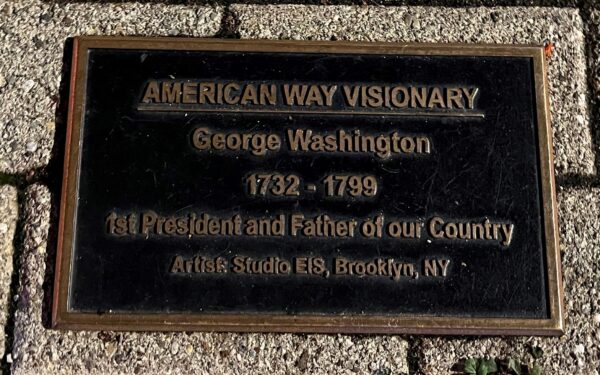 AMERICAN WAY VISIONARY
George Washington
1732 - 1799
1st President and Father of our Country
Artist: Studio EIS, Brooklyn, NY